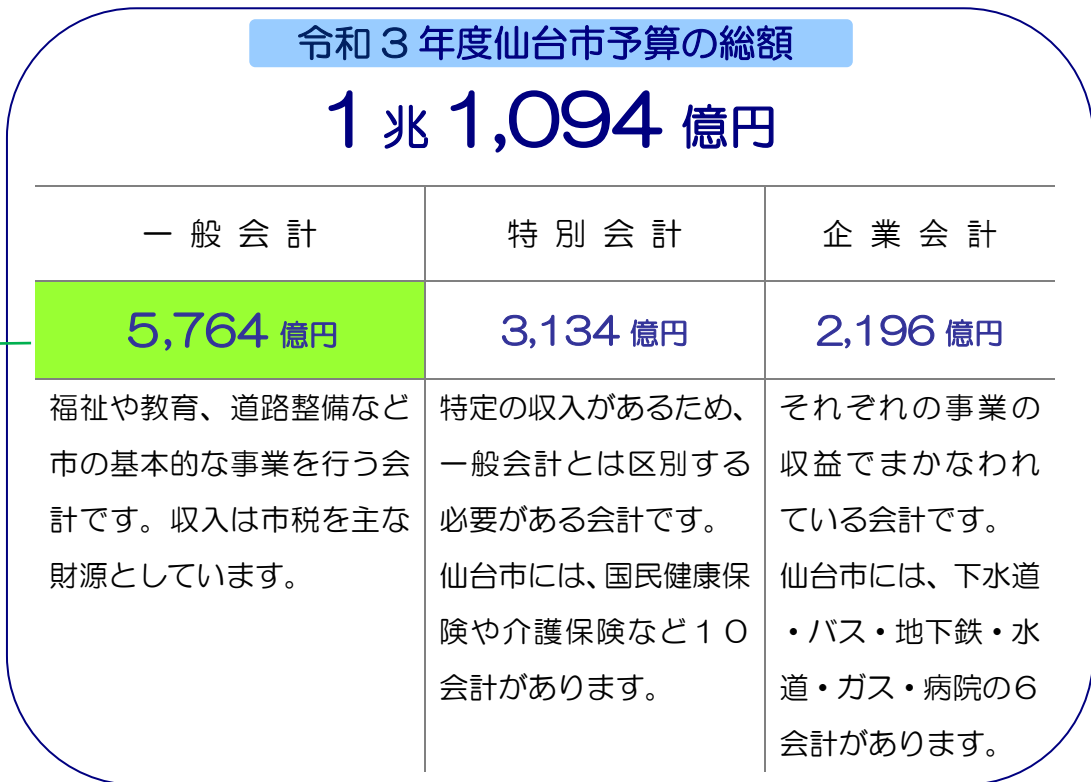 令和3年度仙台市予算の総額
1兆1,094億円
一般会計
特別会計
企業会計
5,764億円
3,134億円
2,196億円
福祉や教育、道路整備など
市の基本的な事業を行う会
計です。収入は市税を主な
財源としています。
特定の収入があるため、
一般会計とは区別する
必要がある会計です。
仙台市には、国民健康保
険や介護保険など10
会計があります。
それぞれの事業の
収益でまかなわれ
ている会計です。
仙台市には、下水道
・バス・地下鉄・水
道・ガス・病院の6
会計があります。